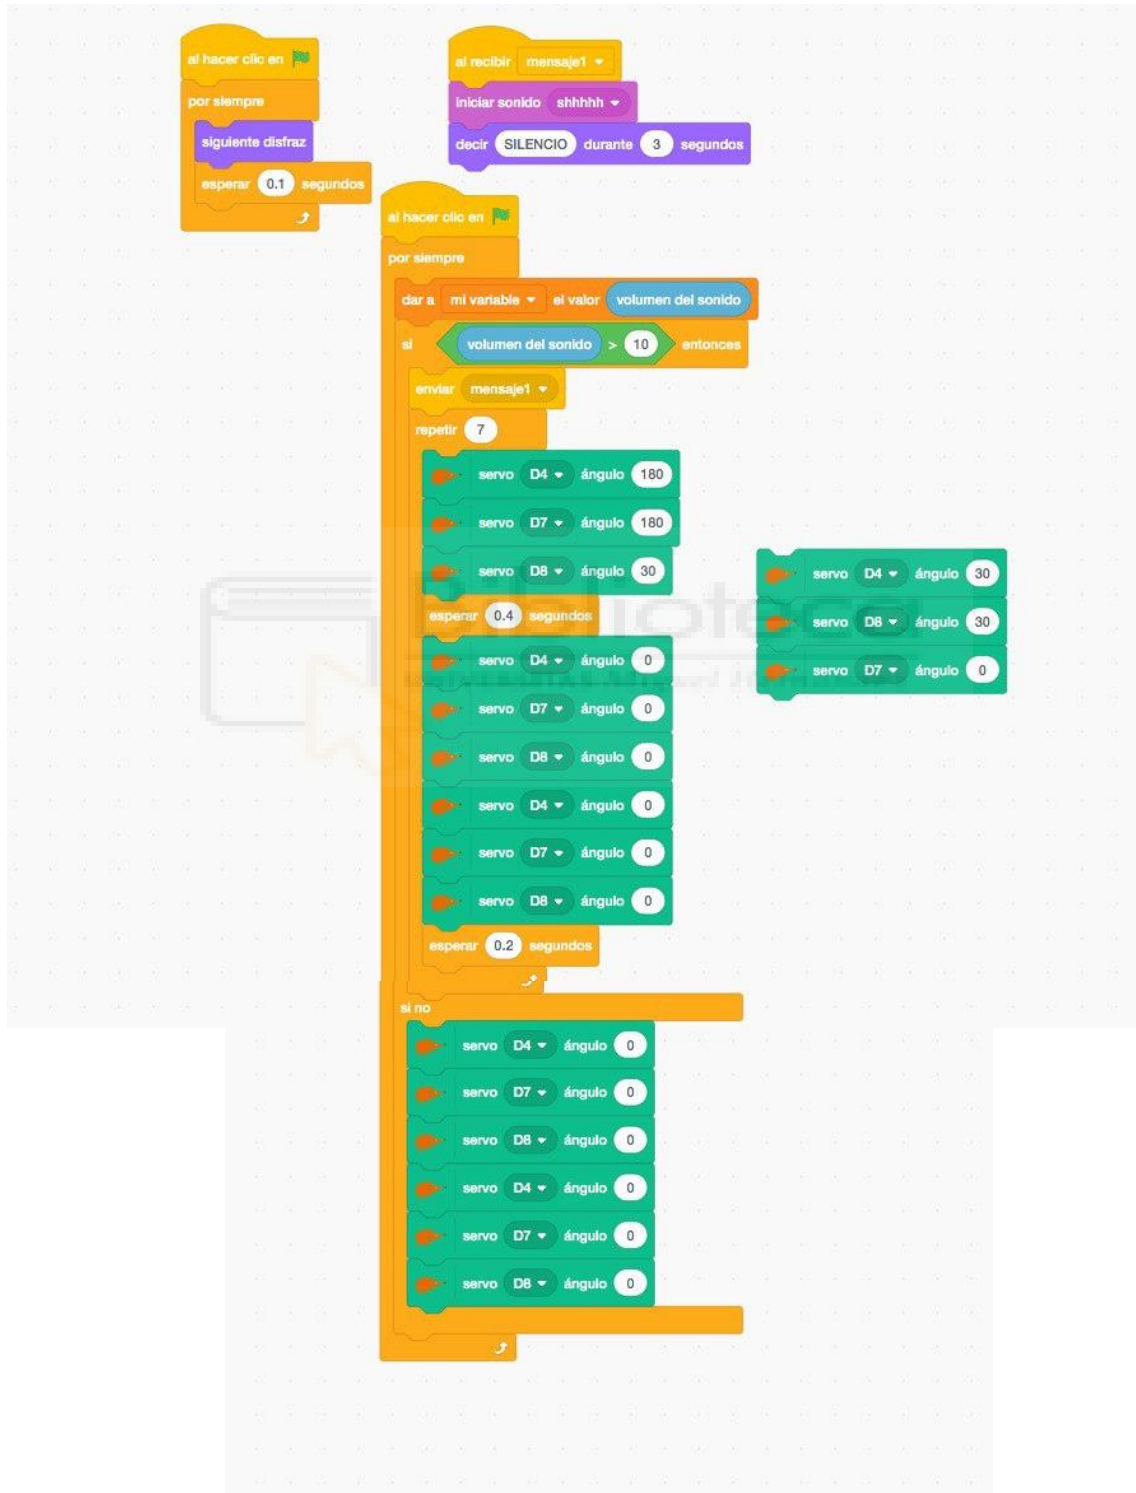 al hacer clic en
por siempre
siguiente disfraz
esperar 0.1 segundos
al recibir mensaje1
iniciar sonido shhhhh
decir SILENCIO durante 3 segundos
al hacer clic en
por siempre
dar a mi variable el valor volumen del sonido
si volumen del sonido > 10 entonces
enviar mensaje1
repetir 7
servo D4 ángulo 180
servo D7 ángulo 180
servo D8 ángulo 30
esperar 0.4 segundos
servo D4 ángulo 0
servo D7 ángulo 0
servo D8 ángulo 0
servo D4 ángulo 0
servo D7 ángulo 0
servo D8 ángulo 0
esperar 0.2 segundos
si no
servo D4 ángulo 0
servo D7 ángulo 0
servo D8 ángulo 0
servo D4 ángulo 0
servo D7 ángulo 0
servo D8 ángulo 0
servo D4 ángulo 30
servo D8 ángulo 30
servo D7 ángulo 0
Biblioteca